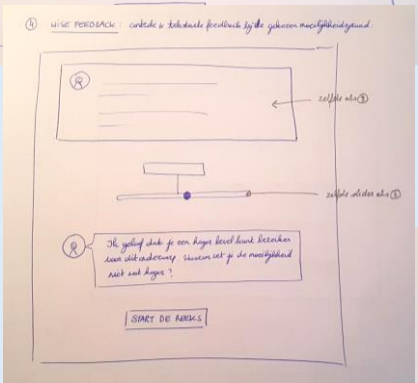 ④ WISE FEEDBACK: contede & tekstuele feedback bij de gekozen moeilijkheidsgraad.
zelfde als ③
zelfde slider als ③
Ik geloof dat je een hoger level kunt bereiken
voor dit onderwerp. Waarom zet je de moeilijkheid
niet wat hoger?
START DE REEKS